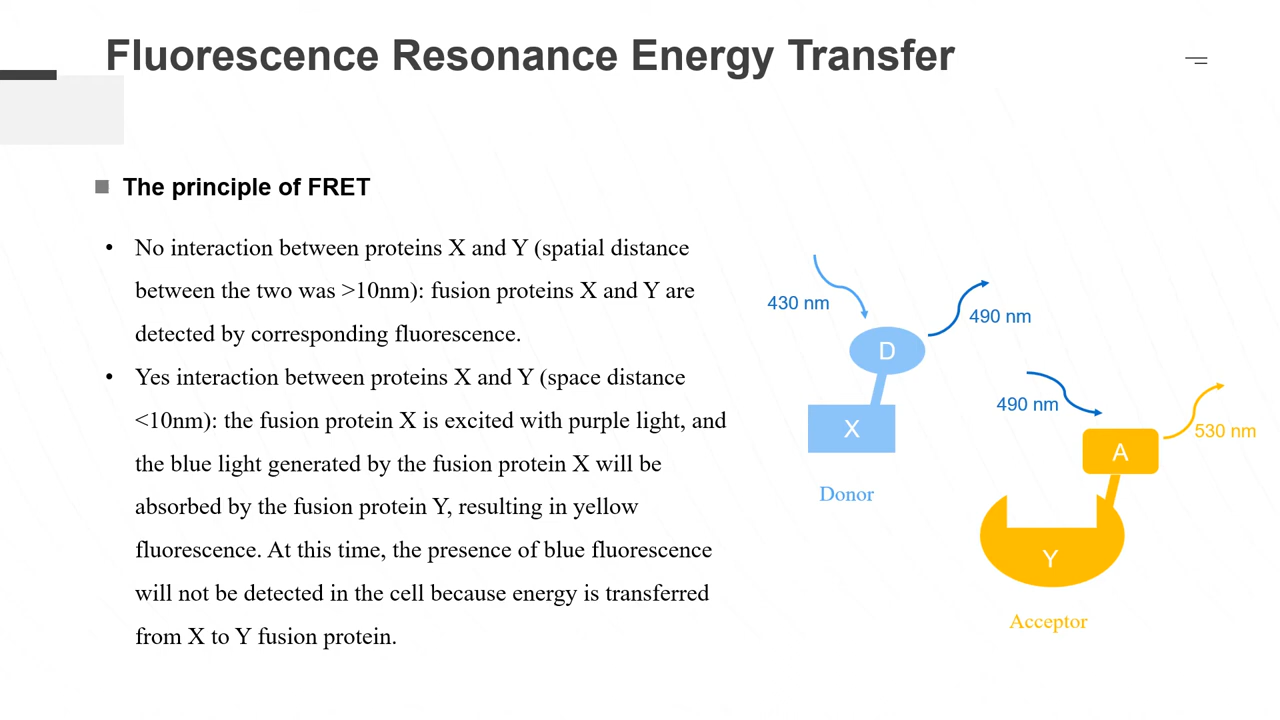 Fluorescence Resonance Energy Transfer
The principle of FRET
• No interaction between proteins X and Y (spatial distance
between the two was >10nm): fusion proteins X and Y are
detected by corresponding fluorescence.
• Yes interaction between proteins X and Y (space distance
<10nm): the fusion protein X is excited with purple light, and
the blue light generated by the fusion protein X will be
absorbed by the fusion protein Y, resulting in yellow
fluorescence. At this time, the presence of blue fluorescence
will not be detected in the cell because energy is transferred
from X to Y fusion protein.
430 nm
490 nm
D
X
Donor
490 nm
530 nm
A
Y
Acceptor